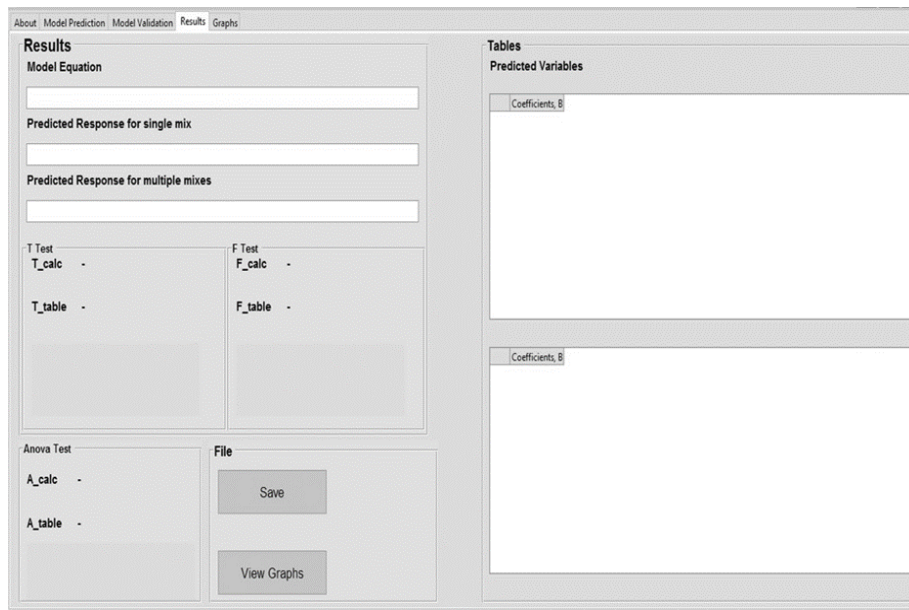 About Model Prediction Model Validation Results Graphs
Results
Model Equation
Predicted Response for single mix
Predicted Response for multiple mixes
T Test
T_calc -
T_table -
F Test
F_calc -
F_table -
Anova Test
A_calc -
A_table -
File
Save
View Graphs
Tables
Predicted Variables
Coefficients, B
Coefficients, B